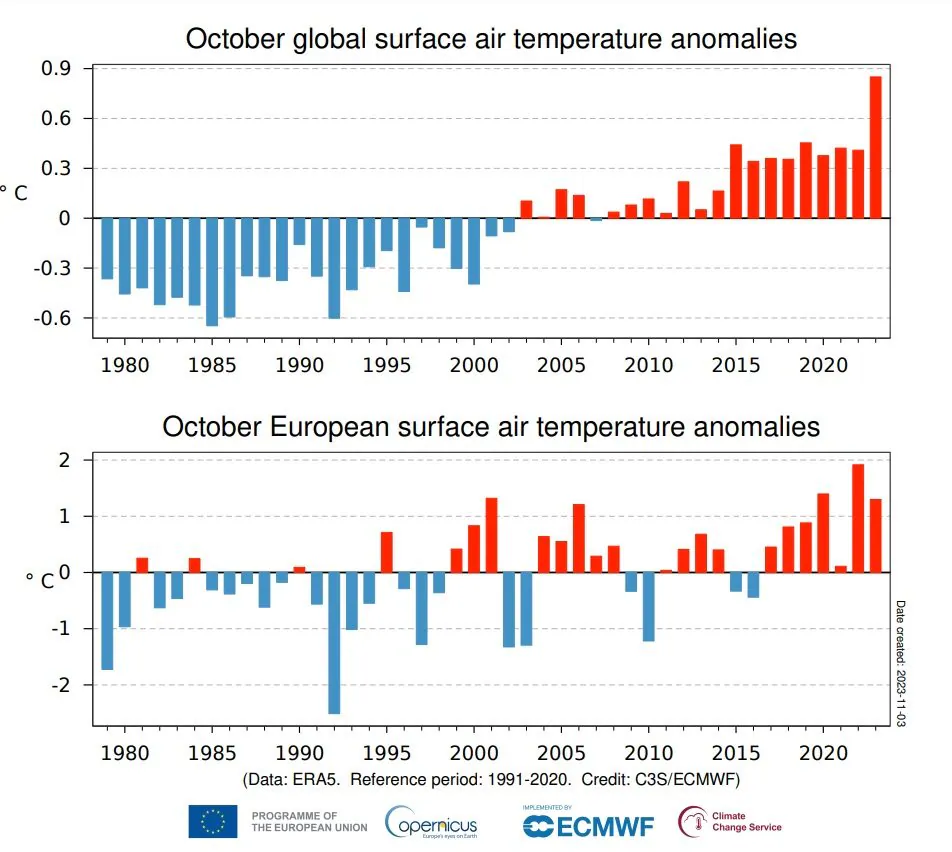 October global surface air temperature anomalies
0.9
0.6
0.3
° C
0
-0.3
-0.6
1980 1985 1990 1995 2000 2005 2010 2015 2020
October European surface air temperature anomalies
2
1
0
° C
-1
-2
1980 1985 1990 1995 2000 2005 2010 2015 2020
Date created: 2023-11-03
(Data: ERA5. Reference period: 1991-2020. Credit: C3S/ECMWF)
PROGRAMME OF
THE EUROPEAN UNION
opernicus
Europe's eyes on Earth
IMPLEMENTED BY
ECMWF
Climate
Change Service